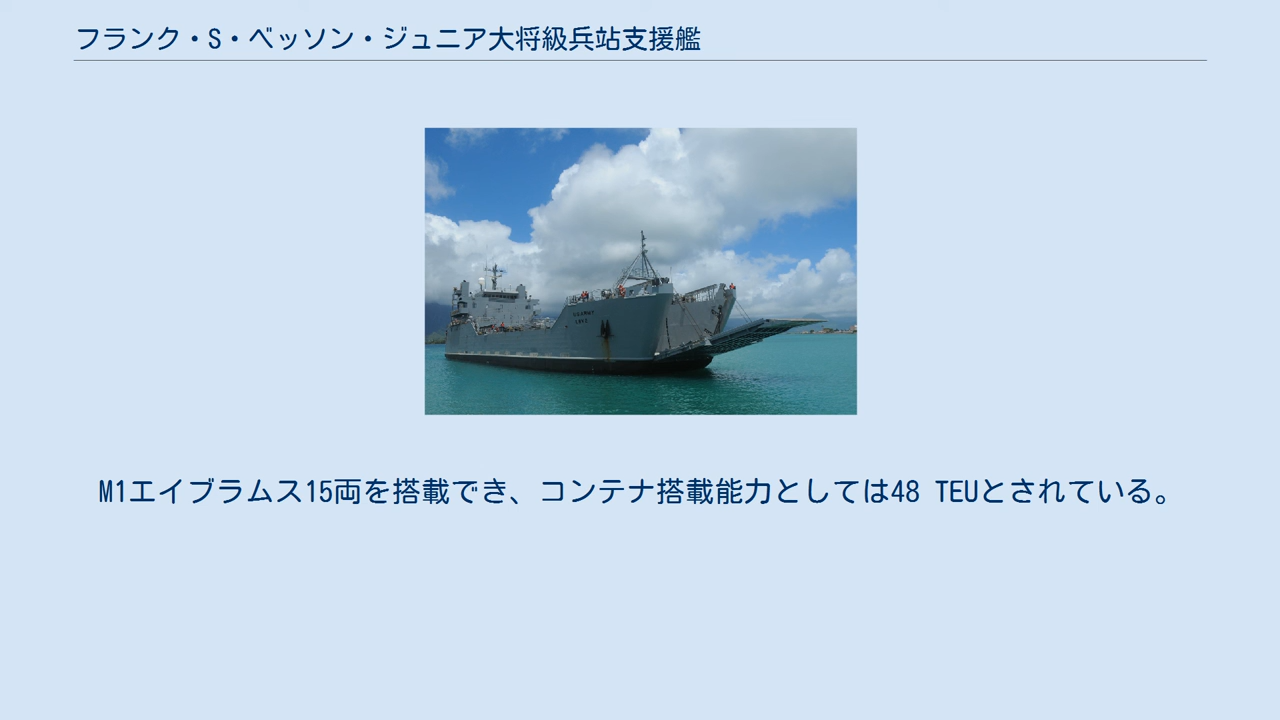 フランク・S・ベッソン・ジュニア大将級兵站支援艦
U.S.ARMY
M1エイブラムス15両を搭載でき、コンテナ搭載能力としては48 TEUとされている。